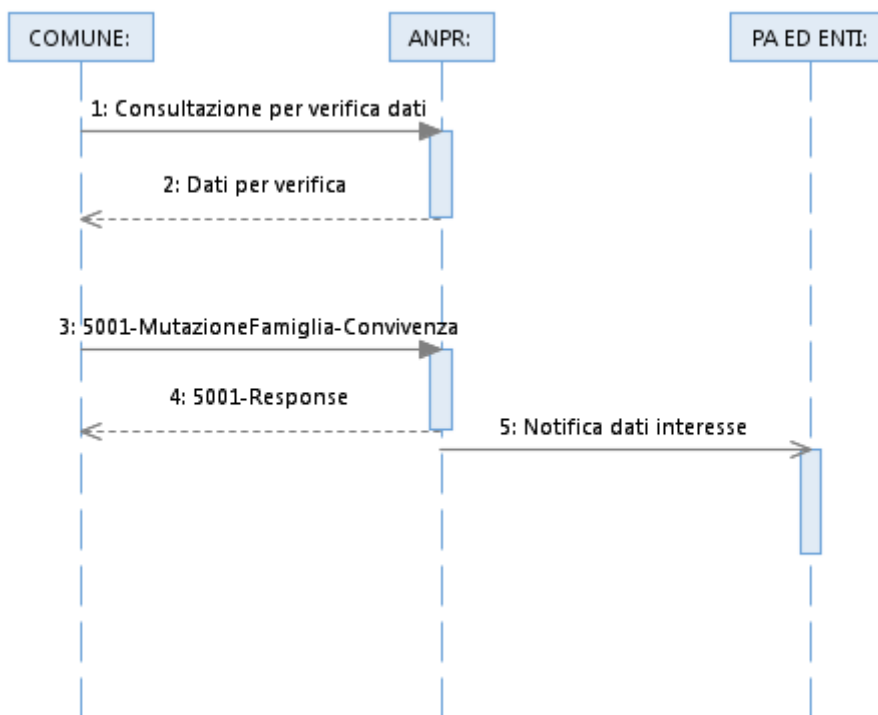 COMUNE:
ANPR:
PA ED ENTI:
1: Consultazione per verifica dati
2: Dati per verifica
3: 5001-MutazioneFamiglia-Convivenza
4: 5001-Response
5: Notifica dati interesse